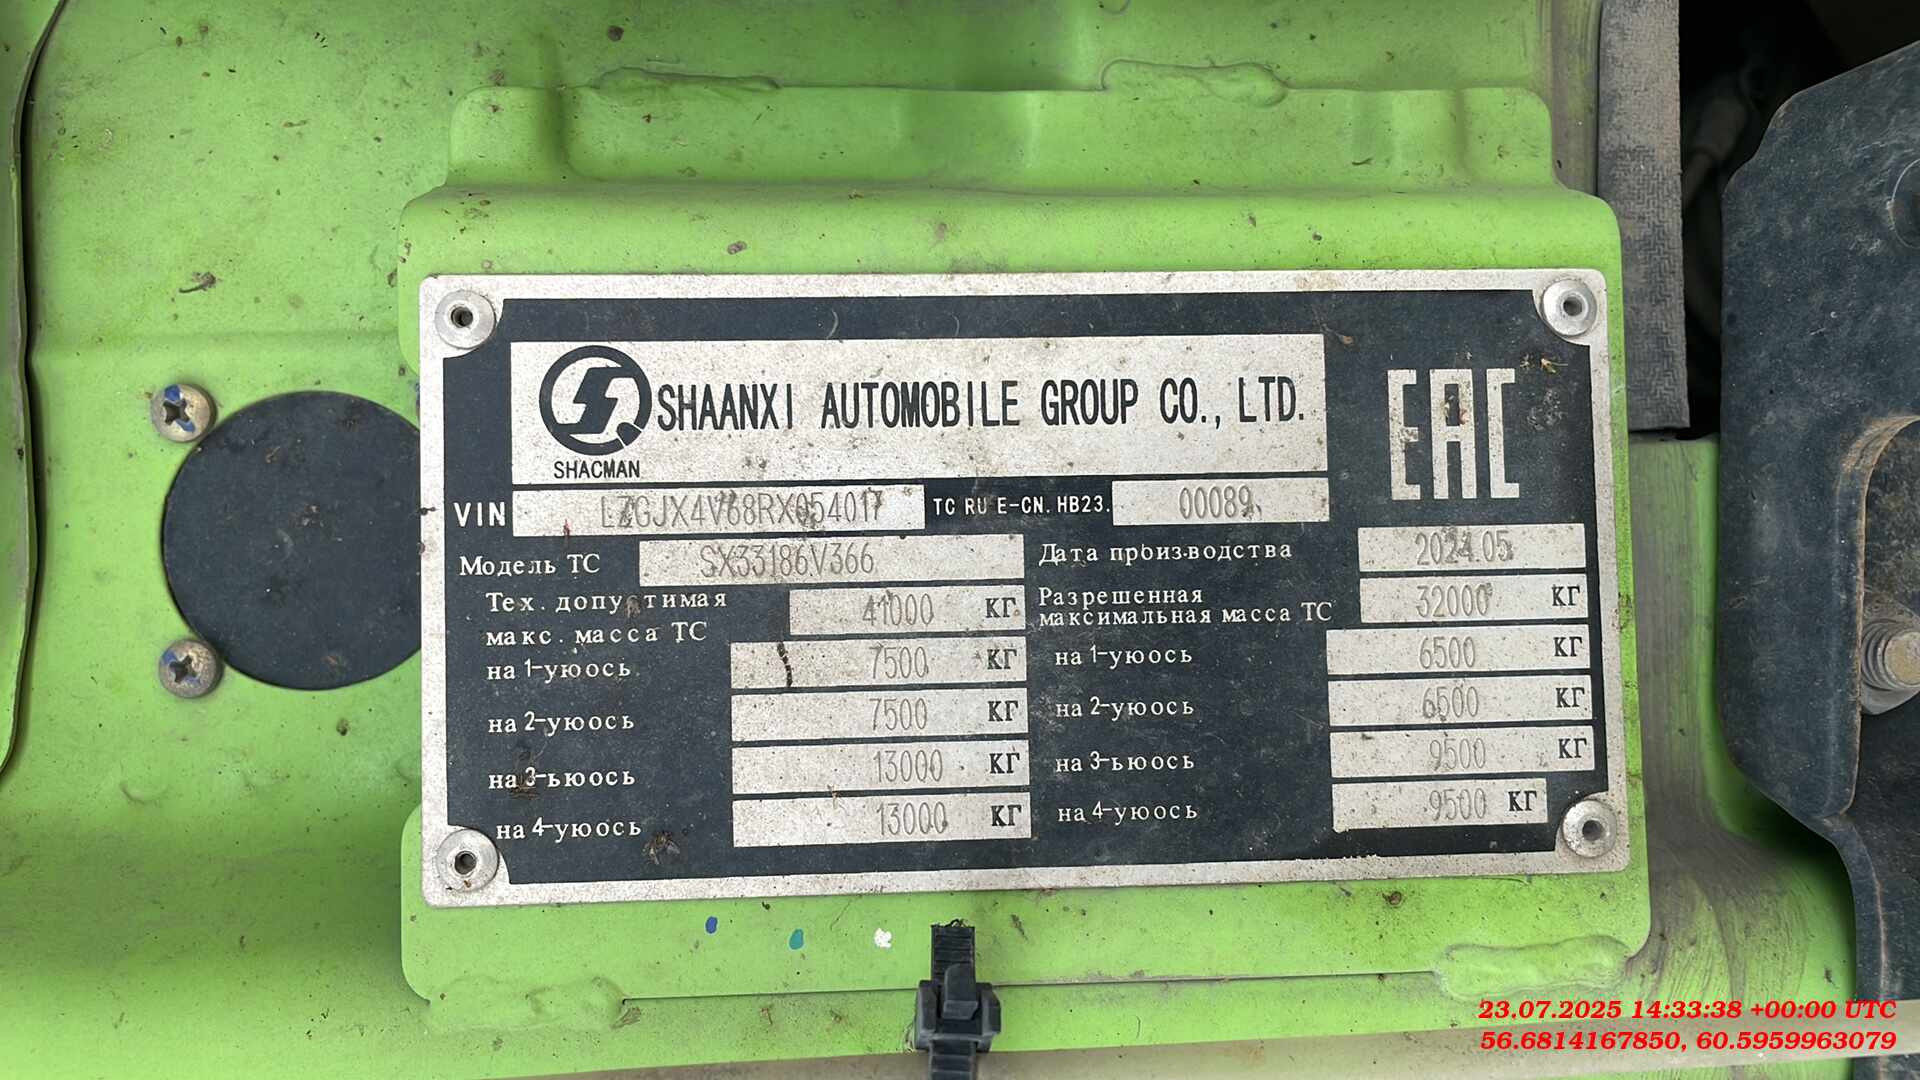 SHAANXI AUTOMOBILE GROUP CO., LTD.
SHACMAN
EAC
VIN LZGJX4V68RX054017 TC RU E-CN.HB23. 00089
Модель ТС SX33186V366 Дата производства 2024.05
Тех. допустимая макс. масса ТС 41000 КГ Разрешенная максимальная масса ТС 32000 КГ
на 1-уюось 7500 КГ на 1-уюось 6500 КГ
на 2-уюось 7500 КГ на 2-уюось 6500 КГ
на 3-ьюось 13000 КГ на 3-ьюось 9500 КГ
на 4-уюось 13000 КГ на 4-уюось 9500 КГ
23.07.2025 14:33:38 +00:00 UTC
56.6814167850, 60.5959963079